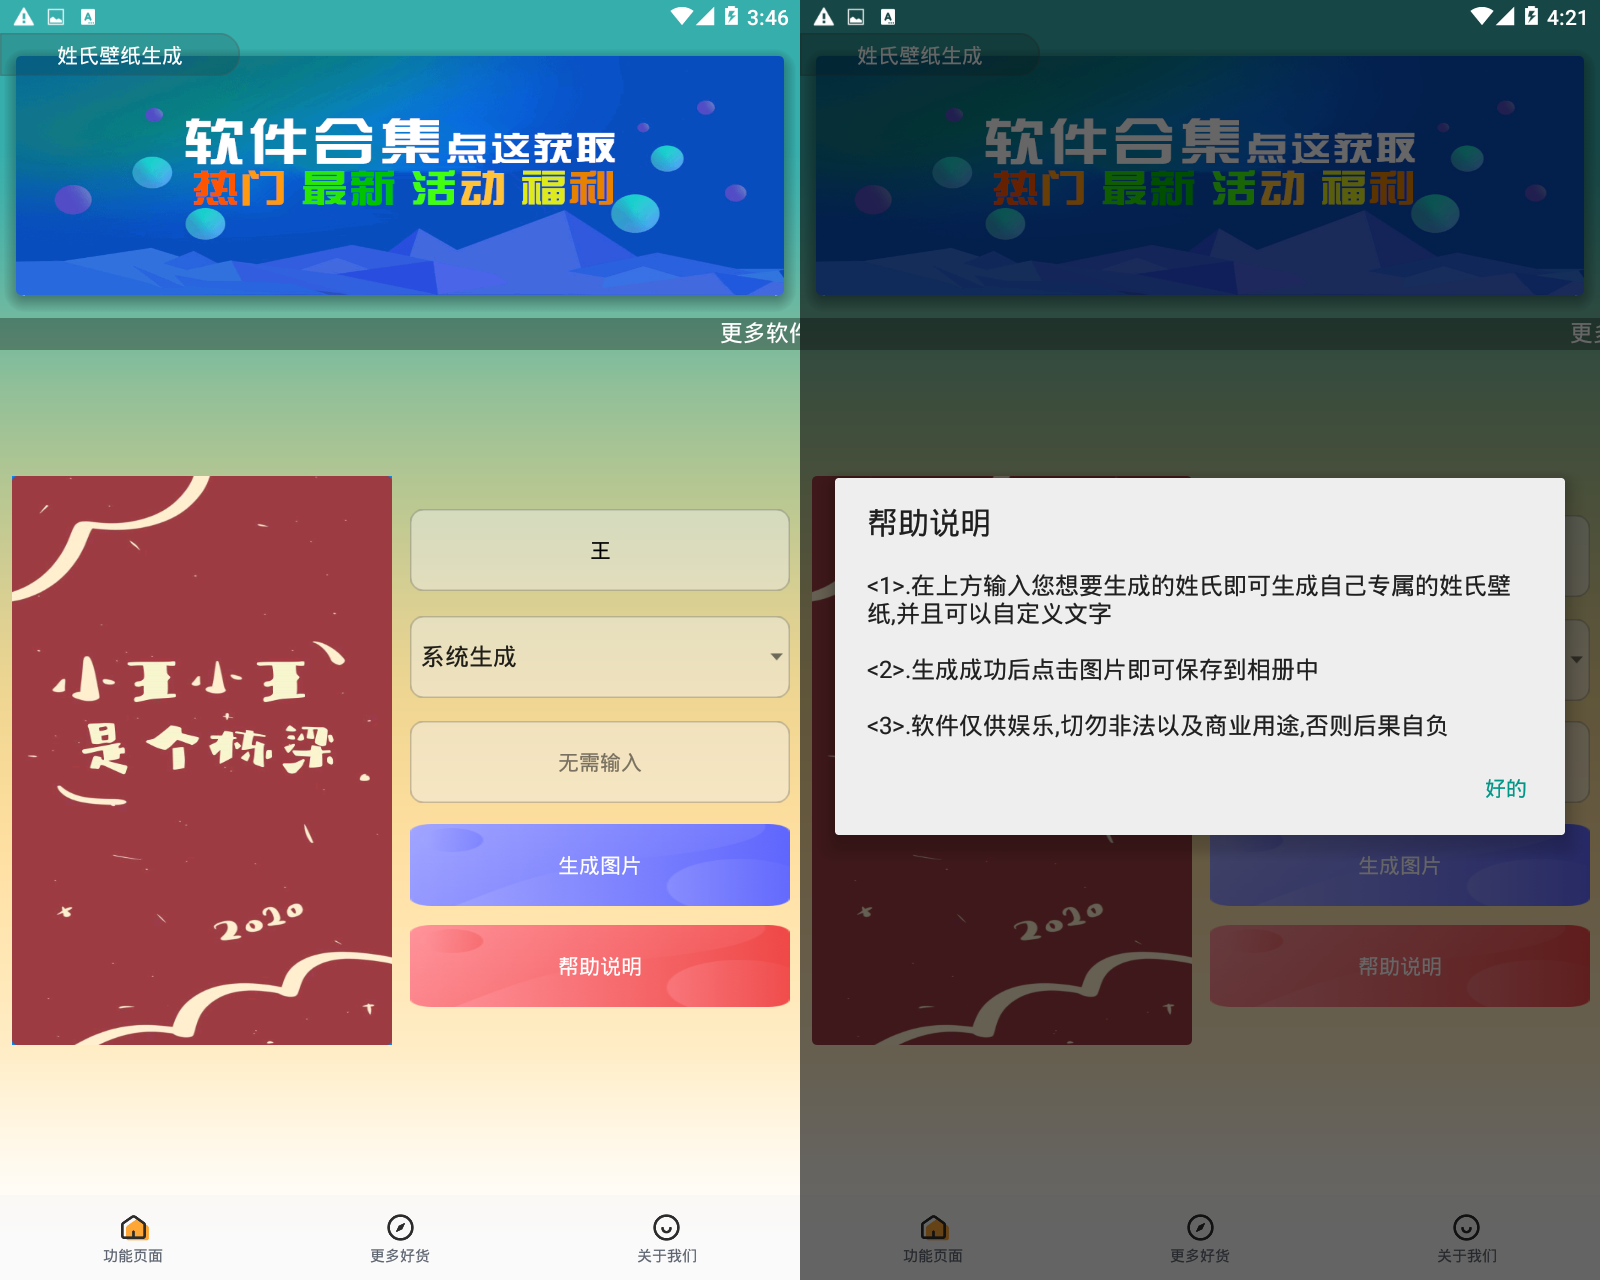 3:46
姓氏壁纸生成
软件合集点这获取
热门 最新 活动 福利
更多软件
小王小王
是个栋梁
2020
王
系统生成
无需输入
生成图片
帮助说明
功能页面
更多好货
关于我们
4:21
姓氏壁纸生成
软件合集点这获取
热门 最新 活动 福利
更多
帮助说明
<1>.在上方输入您想要生成的姓氏即可生成自己专属的姓氏壁
纸,并且可以自定义文字
<2>.生成成功后点击图片即可保存到相册中
<3>.软件仅供娱乐,切勿非法以及商业用途,否则后果自负
好的
2020
生成图片
帮助说明
功能页面
更多好货
关于我们